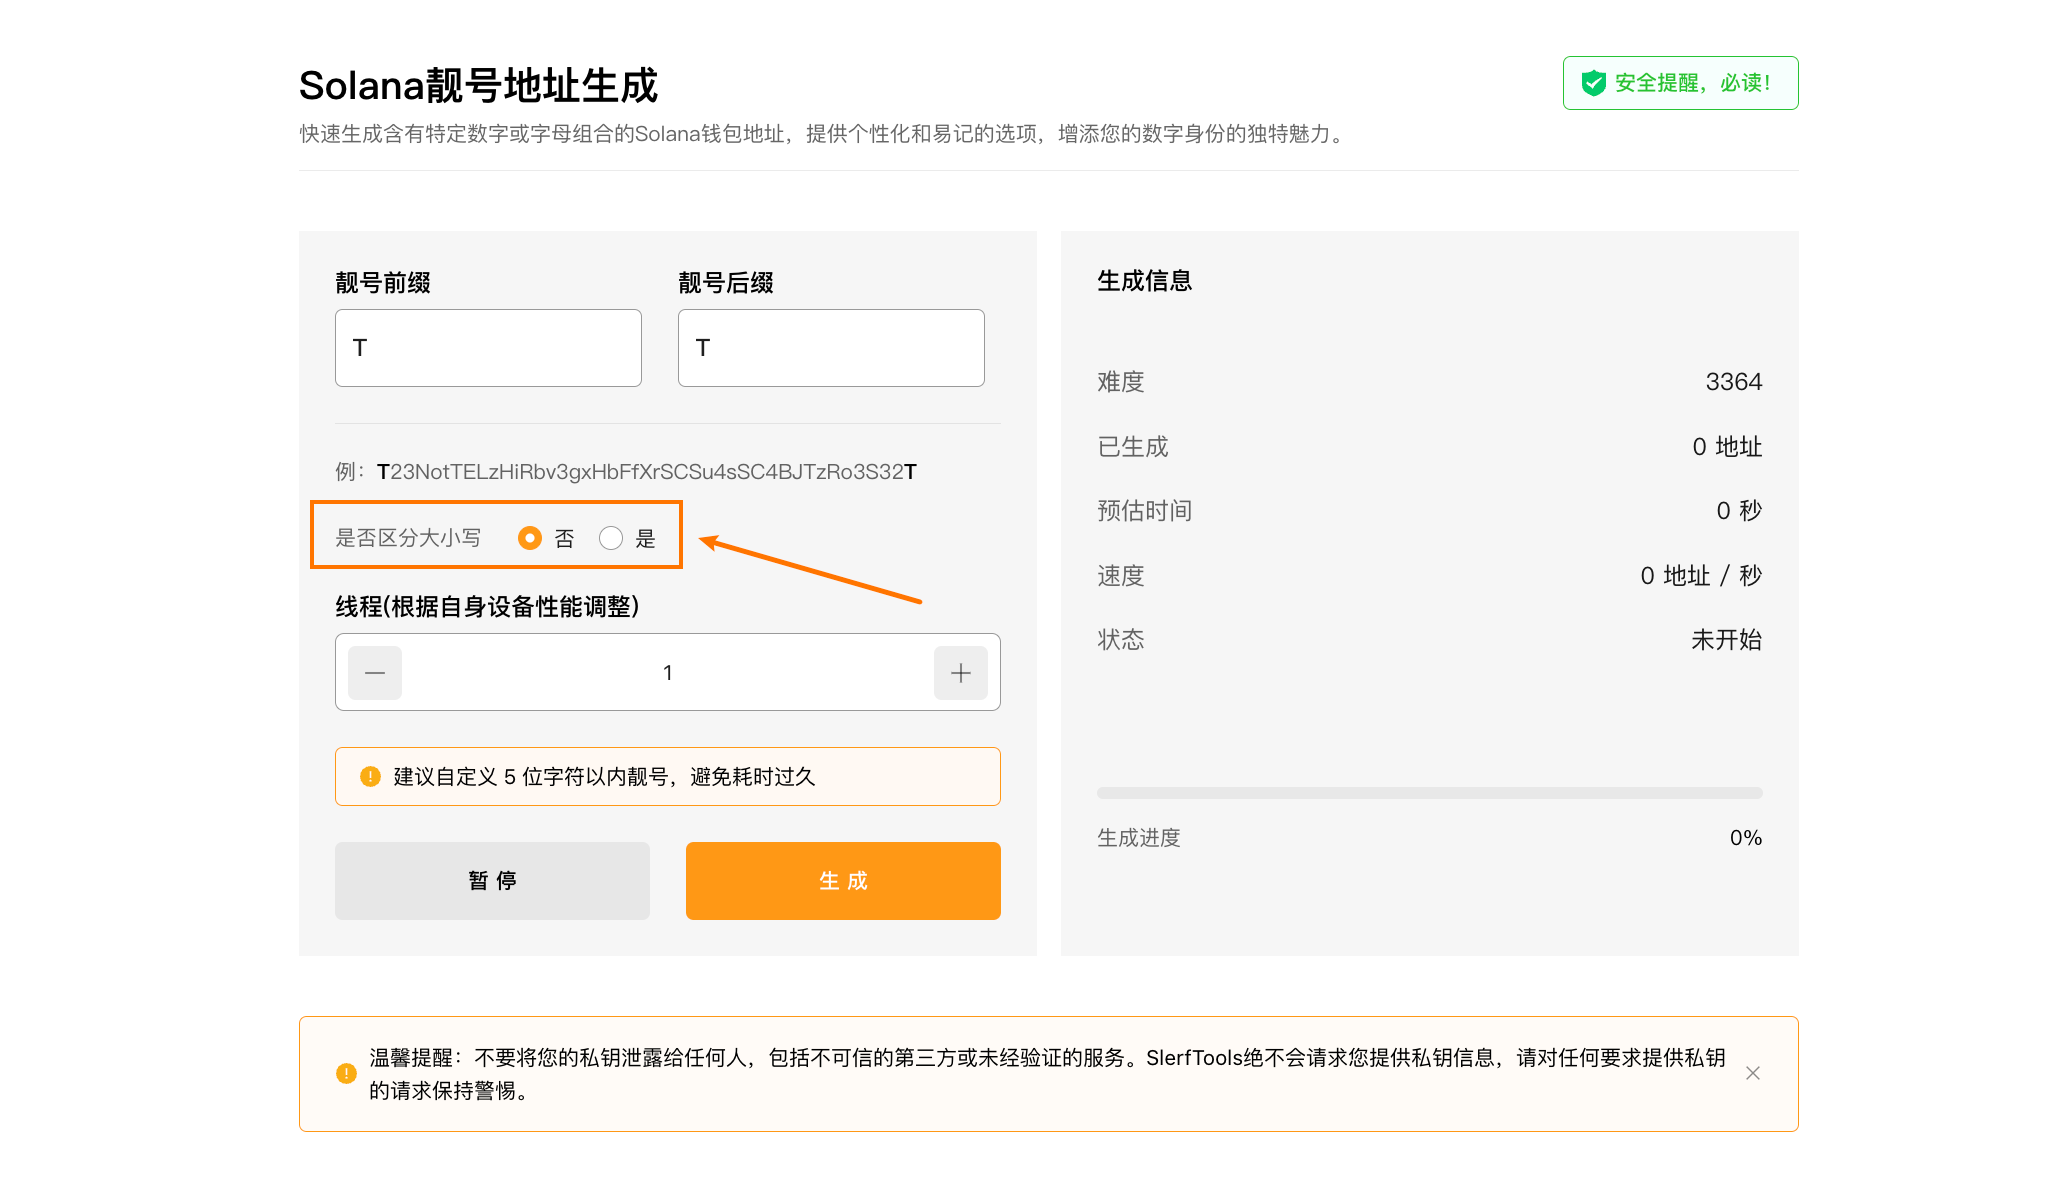 Solana靓号地址生成
安全提醒，必读！
快速生成含有特定数字或字母组合的Solana钱包地址，提供个性化和易记的选项，增添您的数字身份的独特魅力。
靓号前缀
靓号后缀
T
T
例：T23NotTELzHiRbv3gxHbFfXrSCSu4sSC4BJTzRo3S32T
是否区分大小写 否 是
线程(根据自身设备性能调整)
1
建议自定义 5 位字符以内靓号，避免耗时过久
暂 停
生 成
生成信息
难度 3364
已生成 0 地址
预估时间 0 秒
速度 0 地址 / 秒
状态 未开始
生成进度 0%
温馨提醒：不要将您的私钥泄露给任何人，包括不可信的第三方或未经验证的服务。SlerfTools绝不会请求您提供私钥信息，请对任何要求提供私钥
的请求保持警惕。